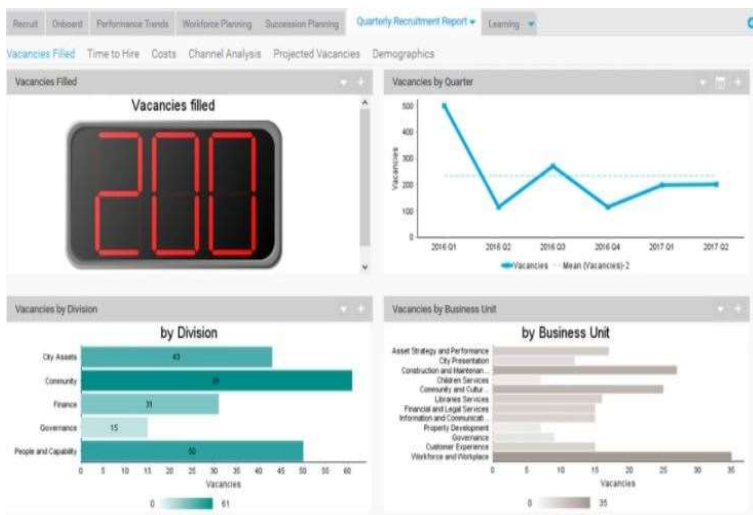 Recruit Onboard Performance Trends Workforce Planning Succession Planning Quarterly Recruitment Report Learning
Vacancies Filled Time to Hire Costs Channel Analysis Projected Vacancies Demographics
Vacancies Filled
Vacancies filled
200
Vacancies by Quarter
Vacancies
500
400
300
200
100
0
2016 Q1 2016 Q2 2016 Q3 2016 Q4 2017 Q1 2017 Q2
Vacancies Mean (Vacancies)-2
Vacancies by Division
by Division
City Assets 43
Community 61
Finance 31
Governance 15
People and Capability 50
0 5 10 15 20 25 30 35 40 45 50 55 60
Vacancies
0 61
Vacancies by Business Unit
by Business Unit
Asset Strategy and Performance
City Presentation
Construction and Maintenan...
Children Services
Community and Cultur...
Libraries Services
Financial and Legal Services
Information and Communicati...
Property Development
Governance
Customer Experience
Workforce and Workplace
0 5 10 15 20 25 30 35
Vacancies
0 35